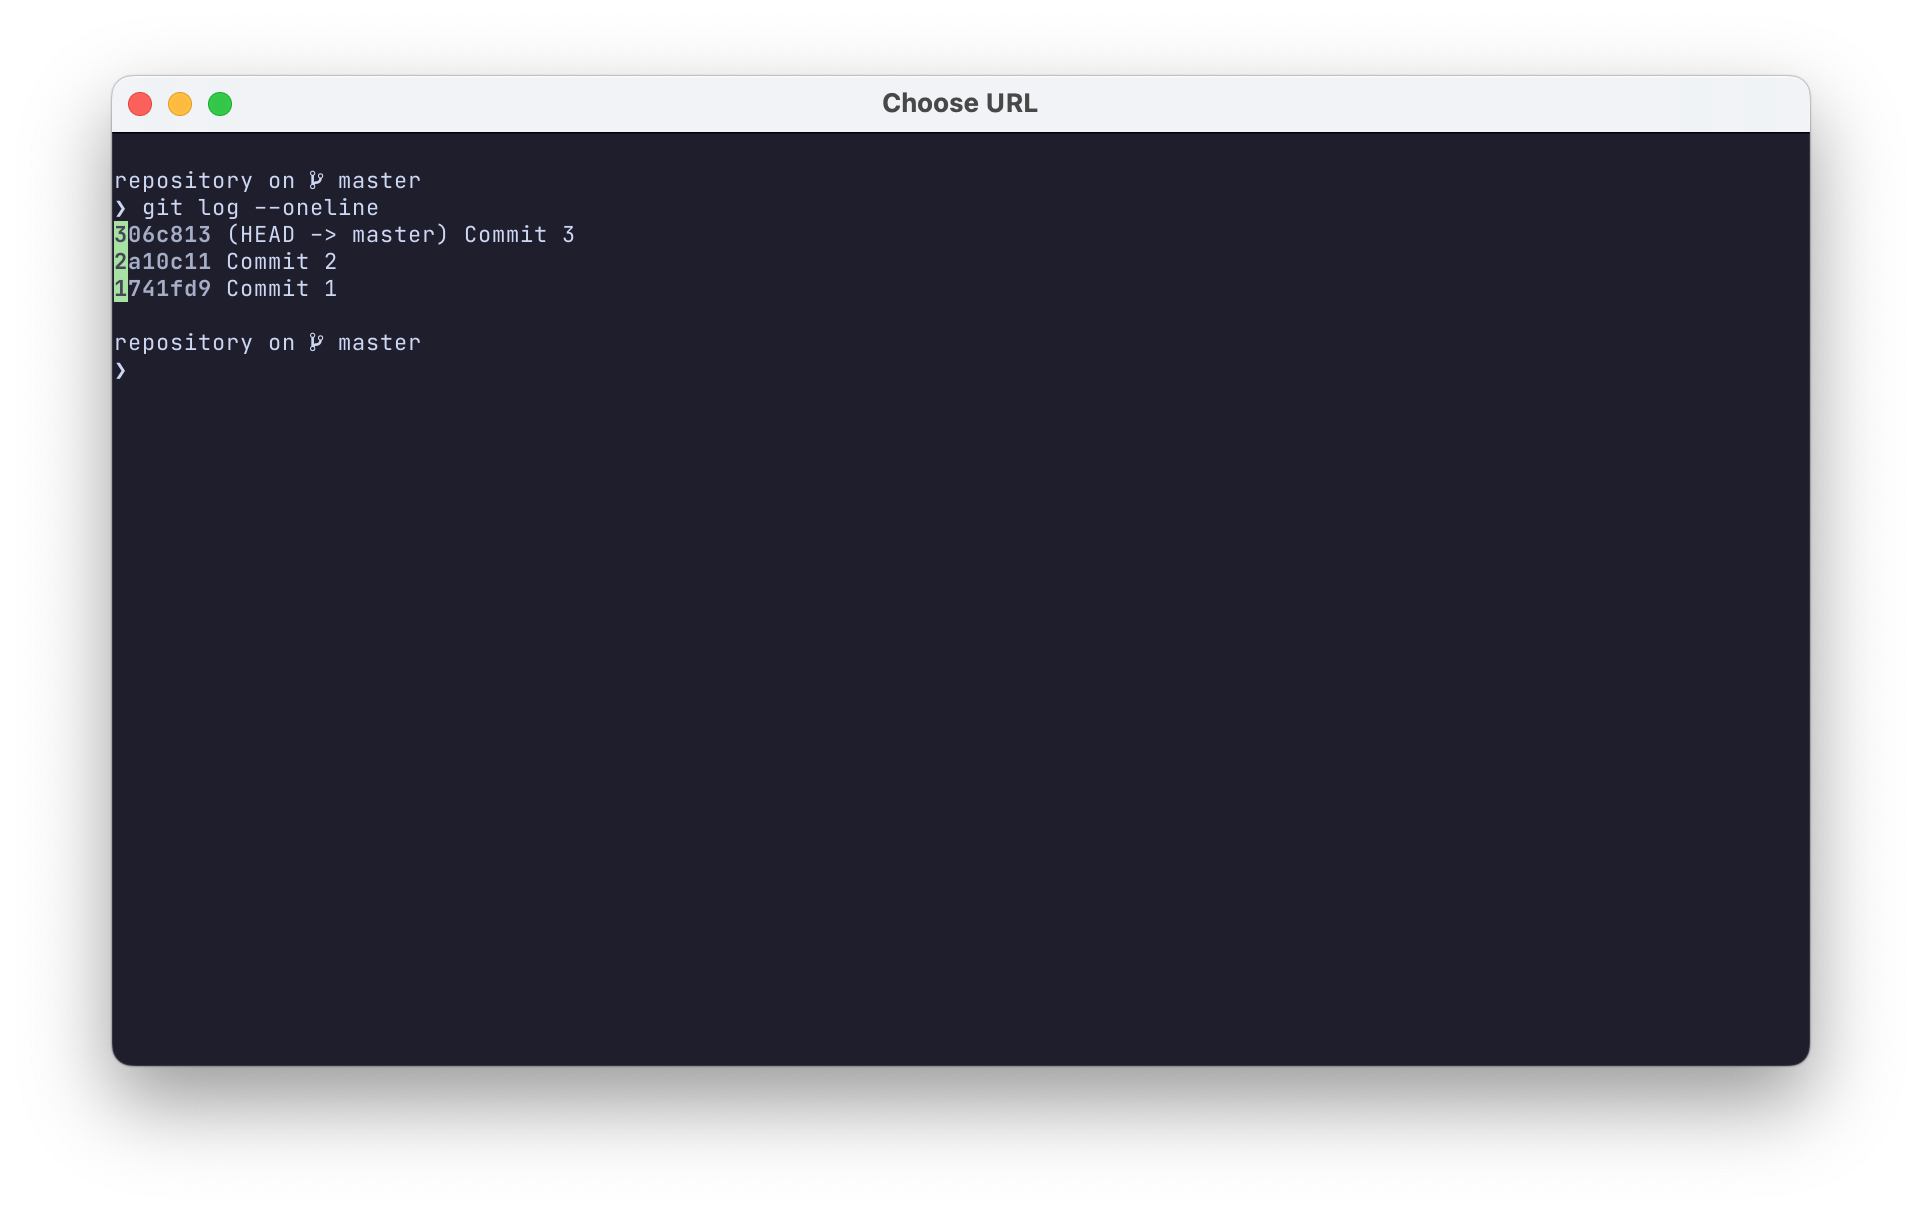 Choose URL
repository on master
❯ git log --oneline
306c813 (HEAD -> master) Commit 3
2a10c11 Commit 2
1741fd9 Commit 1
repository on master
❯